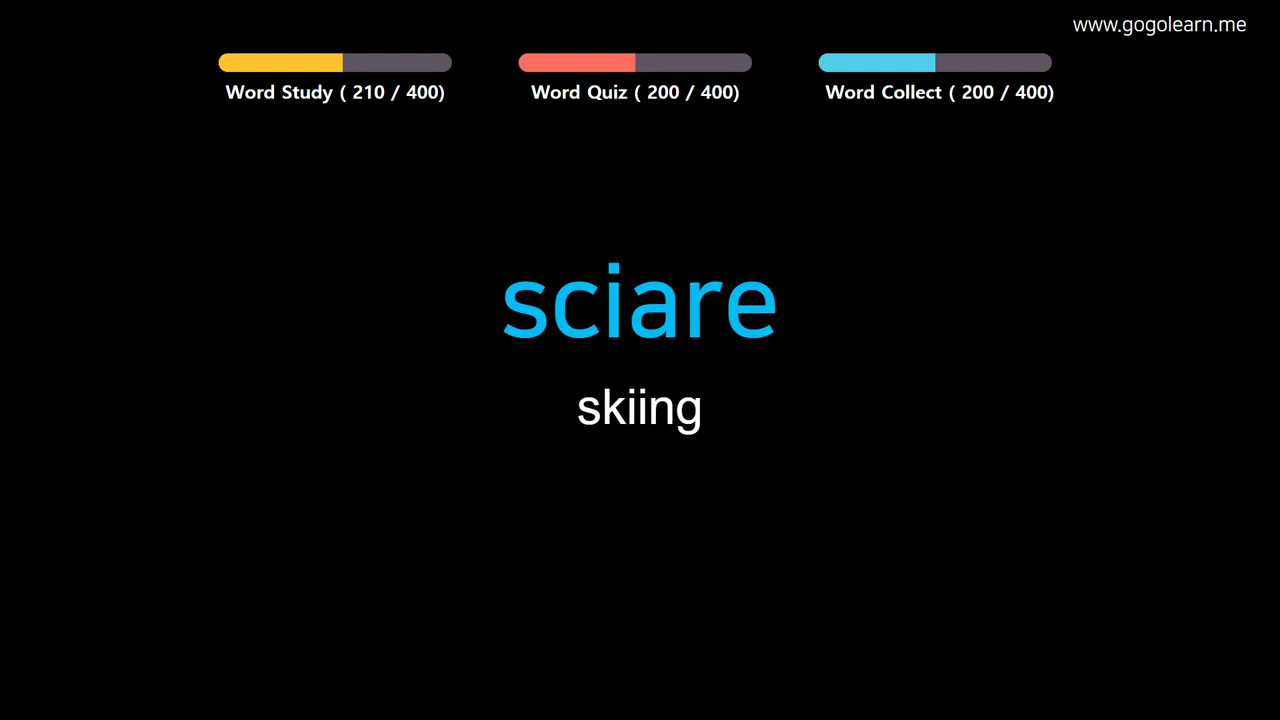 www.gogolearn.me
Word Study ( 210 / 400)
Word Quiz ( 200 / 400)
Word Collect ( 200 / 400)
sciare
skiing